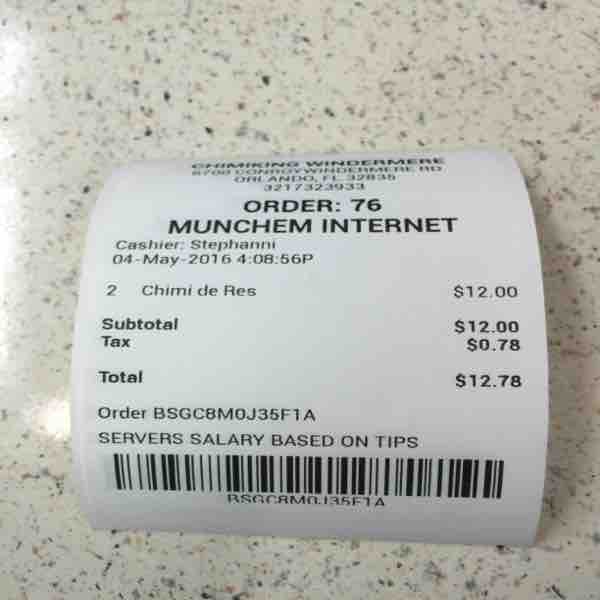 CHIMIKING WINDERMERE
6700 CONROY WINDERMERE RD
ORLANDO, FL 32835
3217323933
ORDER: 76
MUNCHEM INTERNET
Cashier: Stephanni
04-May-2016 4:08:56P
2 Chimi de Res $12.00
Subtotal $12.00
Tax $0.78
Total $12.78
Order BSGC8M0J35F1A
SERVERS SALARY BASED ON TIPS
BSGC8M0J35F1A